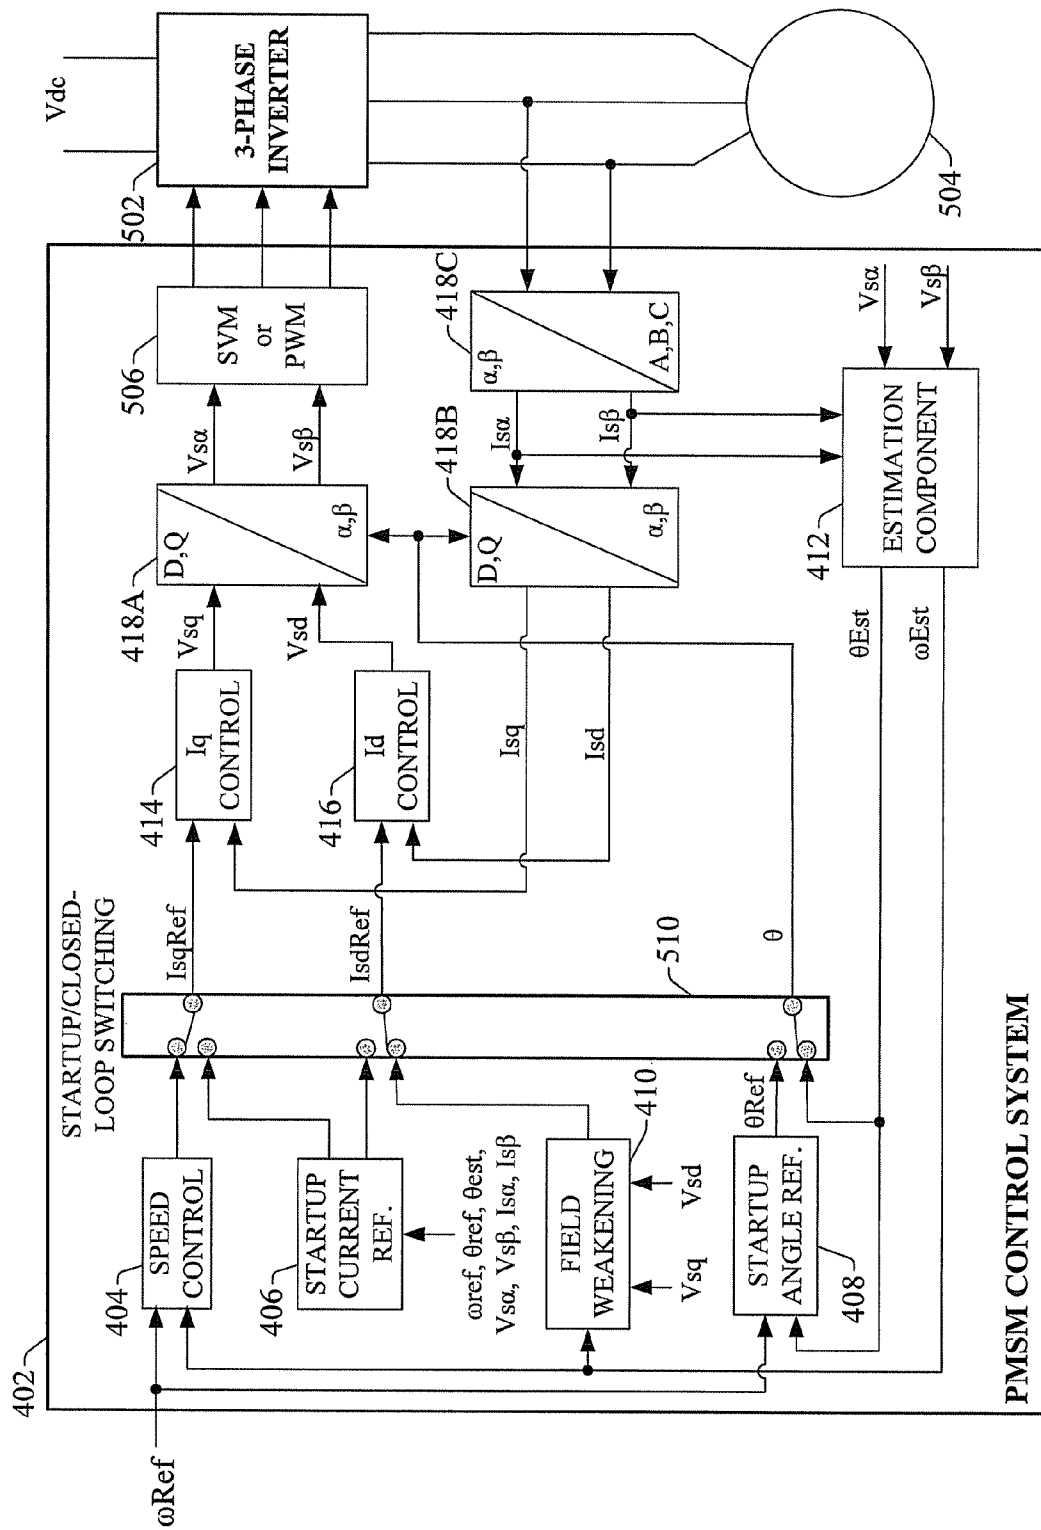 402
ωRef
PMSM CONTROL SYSTEM
STARTUP/CLOSED-
LOOP SWITCHING
404
SPEED
CONTROL
406
STARTUP
CURRENT
REF.
ωref, θref, θest,
Vsα, Vsβ, Isα, Isβ
FIELD
WEAKENING
410
Vsq
Vsd
STARTUP
ANGLE REF.
408
θRef
510
IsqRef
IsdRef
θ
414
Iq
CONTROL
416
Id
CONTROL
Vsq
Vsd
Isq
Isd
418A
D,Q
α,β
Vsα
Vsβ
506
SVM
or
PWM
418B
D,Q
α,β
Isα
Isβ
418C
α,β
A,B,C
412
ESTIMATION
COMPONENT
θEst
ωEst
Vsα
Vsβ
502
Vdc
3-PHASE
INVERTER
504